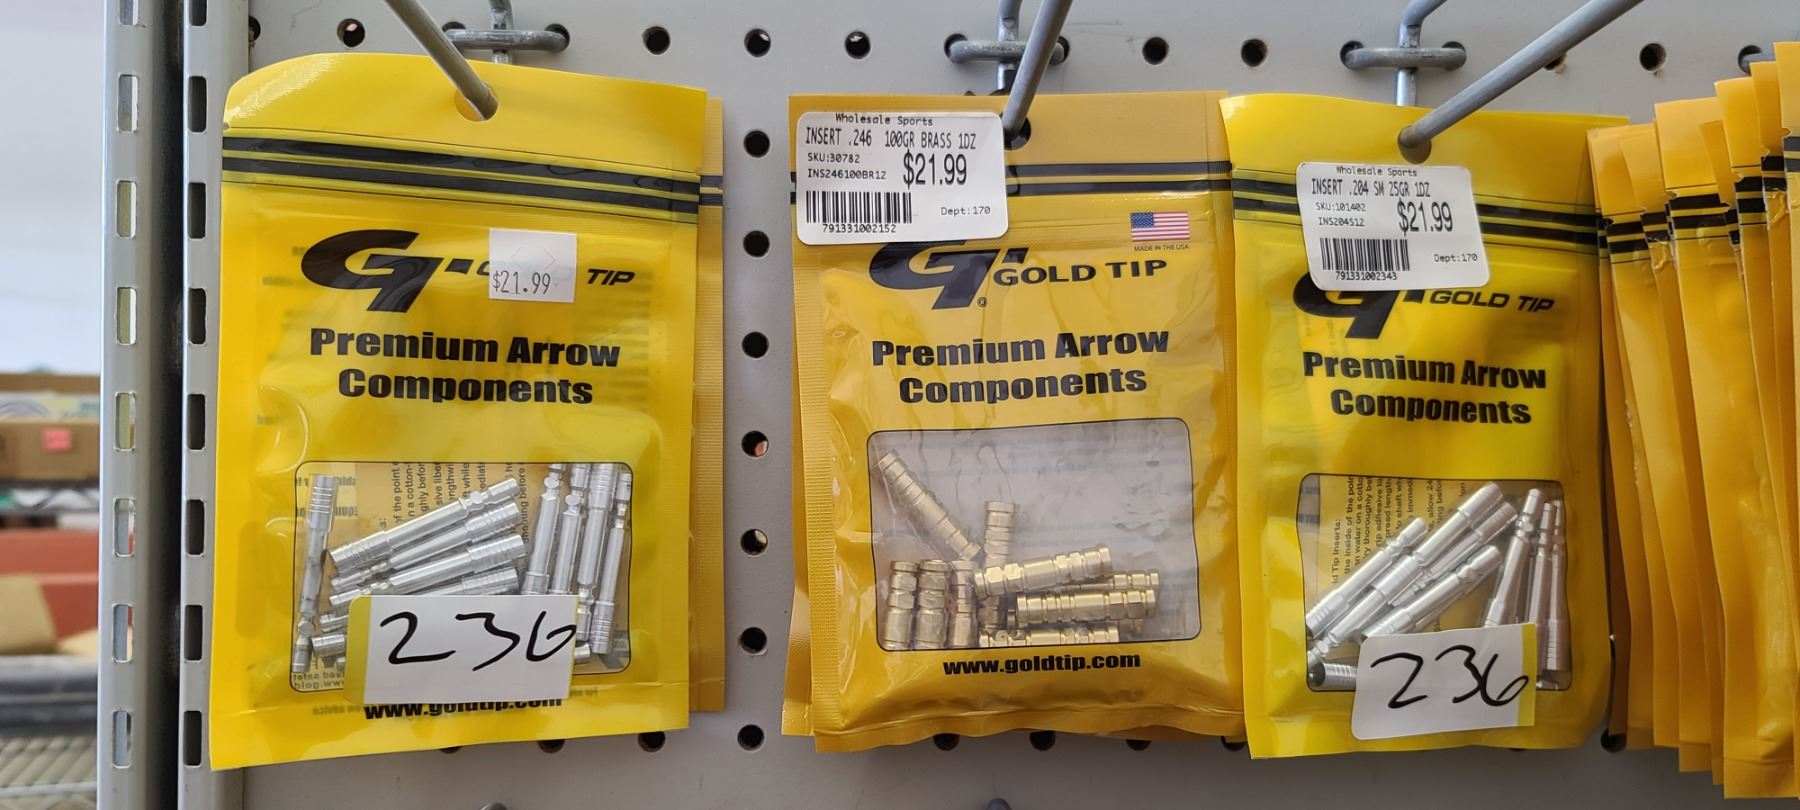 $21.99
GT
TIP
Premium Arrow
Components
236
www.goldtip.com
Wholesale Sports
INSERT .246 100GR BRASS 1DZ
SKU:30782
INS246100BR12
$21.99
Dept:170
791331002152
MADE IN THE USA
GT
GOLD TIP
®
Premium Arrow
Components
www.goldtip.com
Wholesale Sports
INSERT .204 SM 25GR 1DZ
SKU:101402
INS204S12
$21.99
Dept:170
791331002343
GT
GOLD TIP
Premium Arrow
Components
236